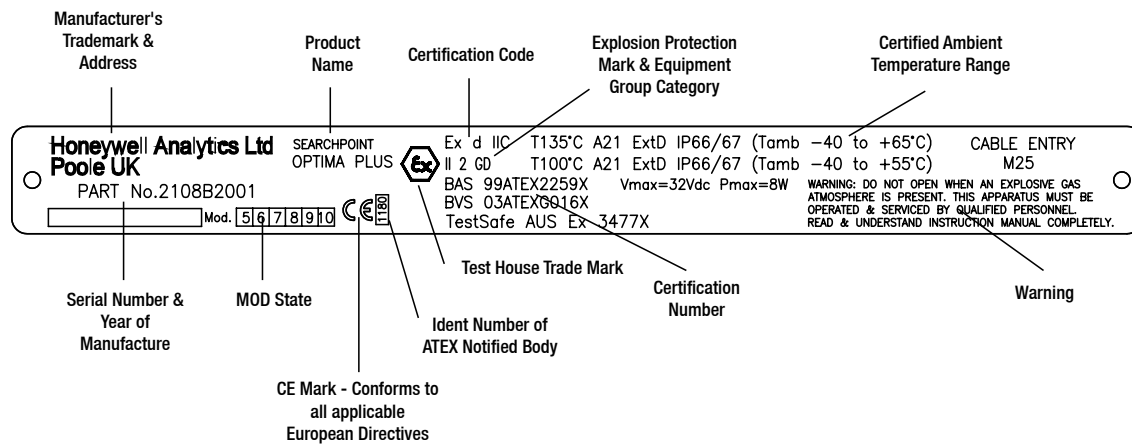 Manufacturer's
Trademark &
Address
Product
Name
Certification Code
Explosion Protection
Mark & Equipment
Group Category
Certified Ambient
Temperature Range
Honeywell Analytics Ltd
Poole UK
PART No.2108B2001
Mod. 5 6 7 8 9 10
SEARCHPOINT
OPTIMA PLUS
Ex
CE
1180
Ex d IIC T135°C A21 ExtD IP66/67 (Tamb -40 to +65°C)
II 2 GD T100°C A21 ExtD IP66/67 (Tamb -40 to +55°C)
BAS 99ATEX2259X Vmax=32Vdc Pmax=8W
BVS 03ATEX0016X
TestSafe AUS Ex 3477X
CABLE ENTRY
M25
WARNING: DO NOT OPEN WHEN AN EXPLOSIVE GAS
ATMOSPHERE IS PRESENT. THIS APPARATUS MUST BE
OPERATED & SERVICED BY QUALIFIED PERSONNEL.
READ & UNDERSTAND INSTRUCTION MANUAL COMPLETELY.
Serial Number &
Year of
Manufacture
MOD State
CE Mark - Conforms to
all applicable
European Directives
Ident Number of
ATEX Notified Body
Test House Trade Mark
Certification
Number
Warning